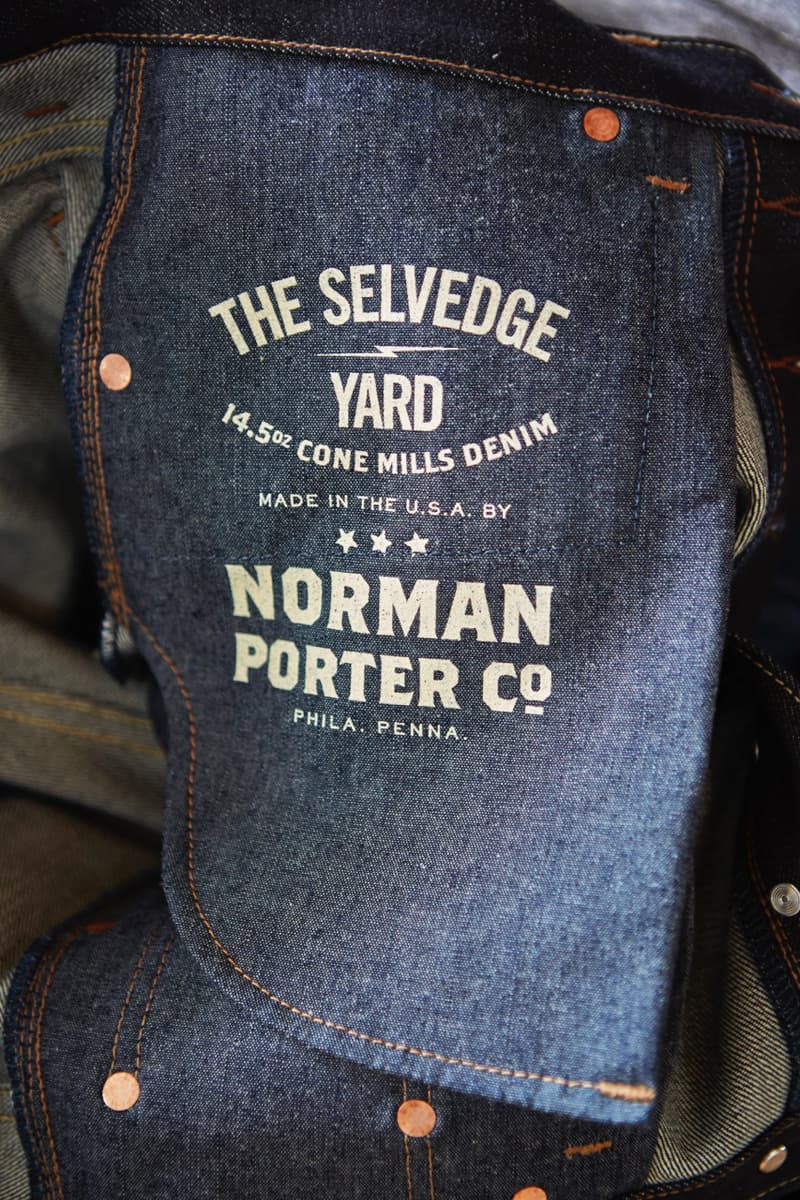 THE SELVEDGE
YARD
14.5oz CONE MILLS DENIM
MADE IN THE U.S.A. BY
NORMAN
PORTER Co
PHILA. PENNA.